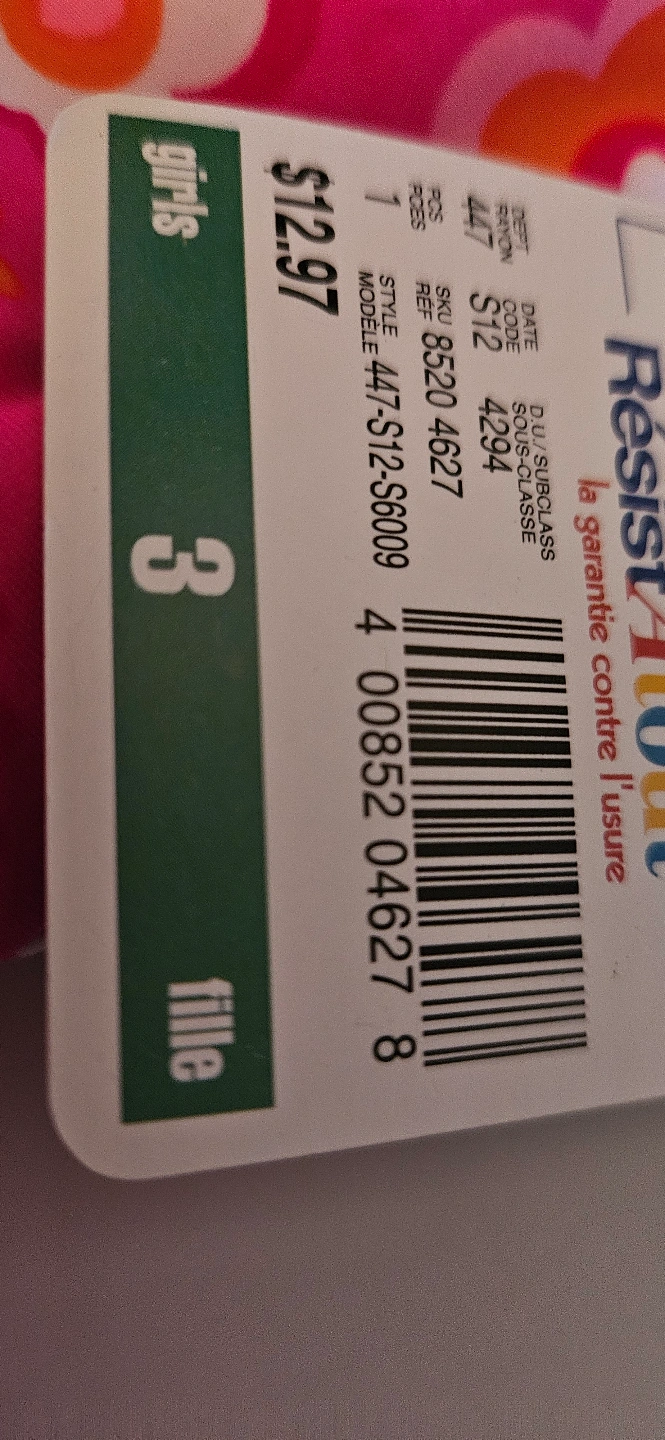 RésistAtout
la garantie contre l'usure
DEPT
RAYON
447
DATE
CODE
S12
D.U./SUBCLASS
SOUS-CLASSE
4294
PCS
PCES
1
SKU
RÉF 8520 4627
STYLE
MODÈLE 447-S12-S6009
$12.97
4 00852 04627 8
girls 3 fille